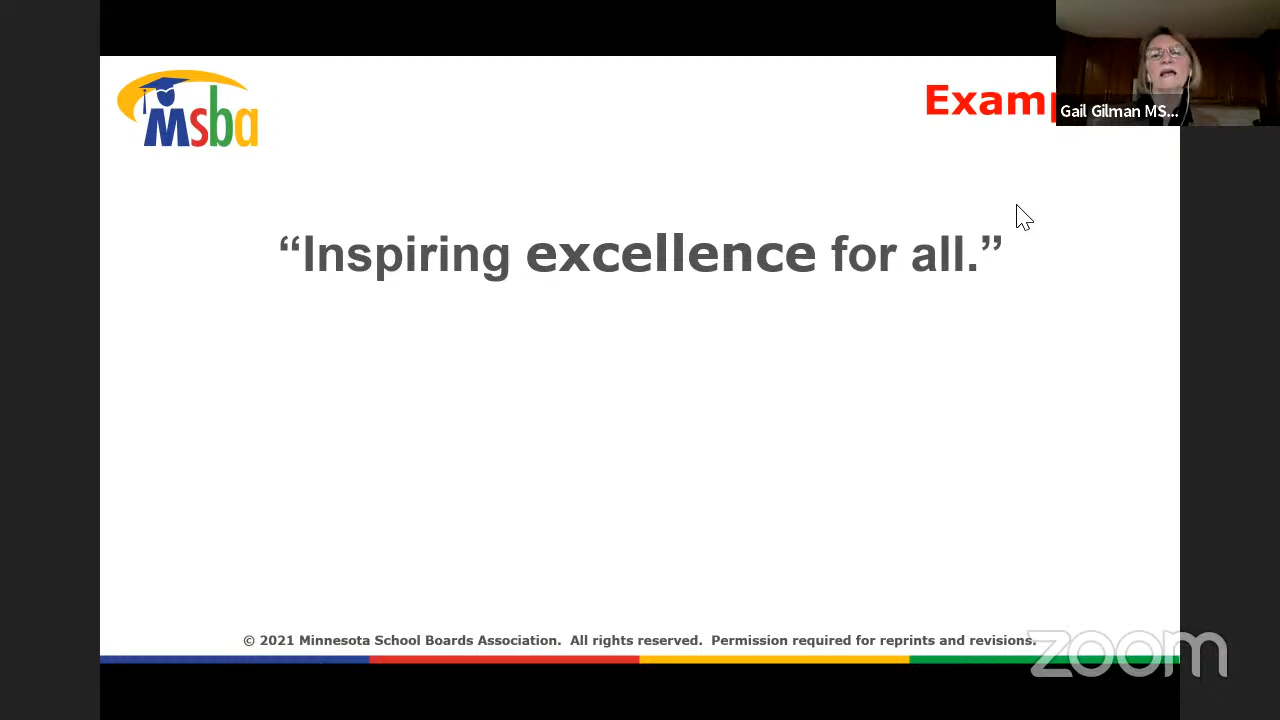 msba
Examp
Gail Gilman MS...
“Inspiring excellence for all.”
© 2021 Minnesota School Boards Association. All rights reserved. Permission required for reprints and revisions.
zoom